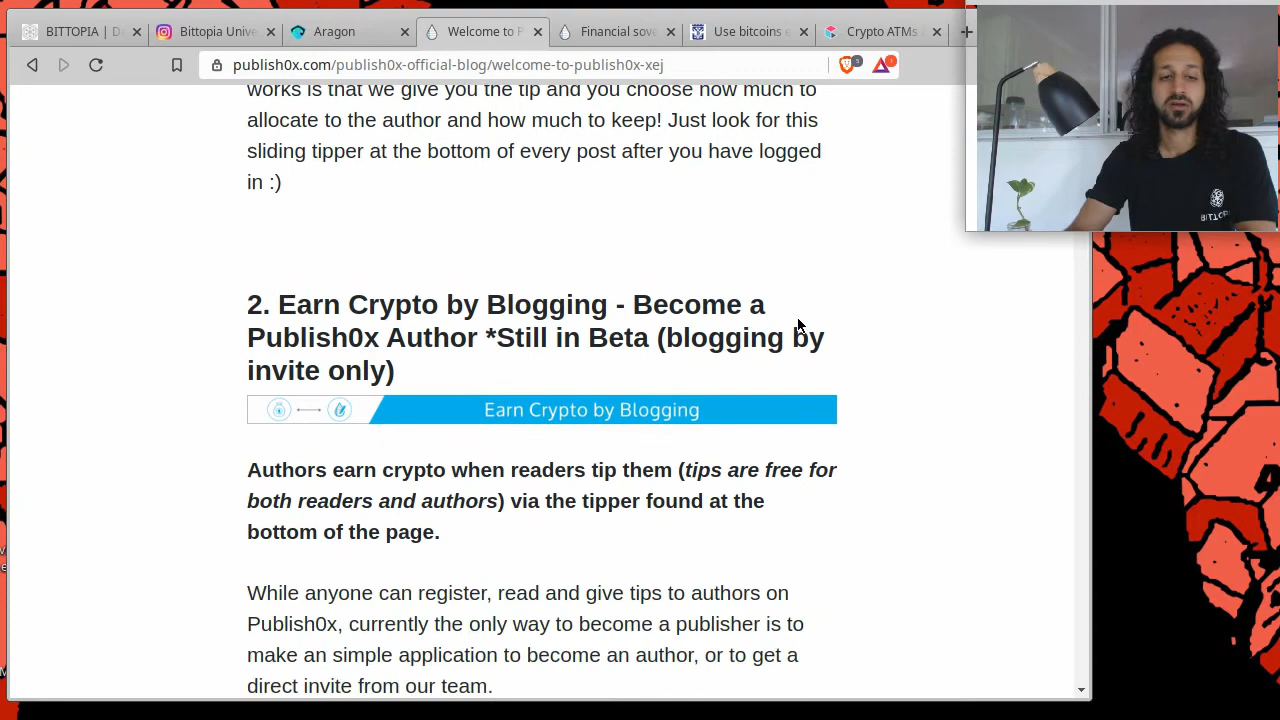 BITTOPIA | D
Bittopia Unive
Aragon
Welcome to P
Financial sove
Use bitcoins e
Crypto ATMs
publish0x.com/publish0x-official-blog/welcome-to-publish0x-xej
works is that we give you the tip and you choose how much to
allocate to the author and how much to keep! Just look for this
sliding tipper at the bottom of every post after you have logged
in :)
2. Earn Crypto by Blogging - Become a
Publish0x Author *Still in Beta (blogging by
invite only)
Earn Crypto by Blogging
Authors earn crypto when readers tip them (tips are free for
both readers and authors) via the tipper found at the
bottom of the page.
While anyone can register, read and give tips to authors on
Publish0x, currently the only way to become a publisher is to
make an simple application to become an author, or to get a
direct invite from our team.